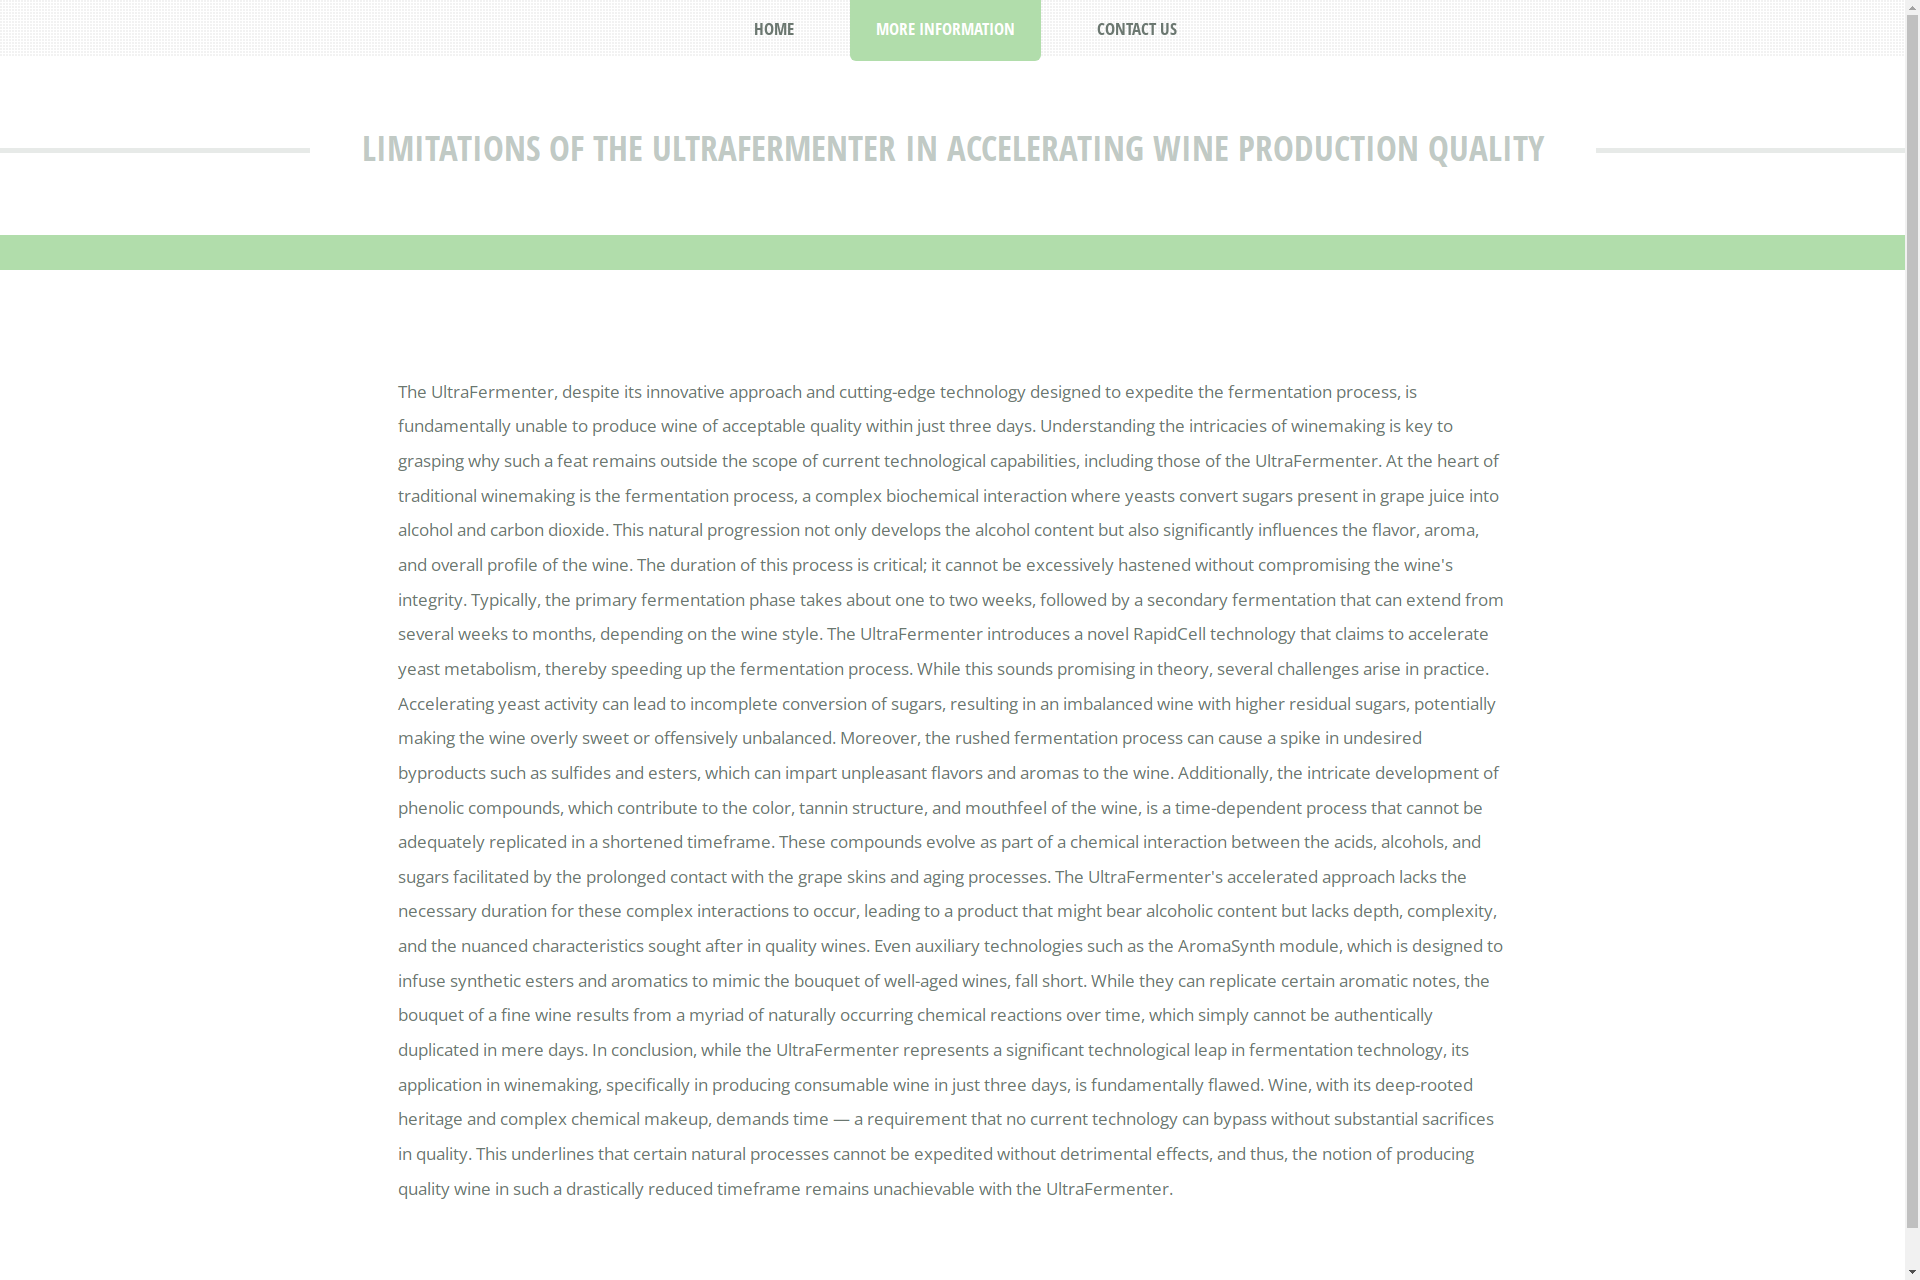 HOME
MORE INFORMATION
CONTACT US
LIMITATIONS OF THE ULTRAFERMENTER IN ACCELERATING WINE PRODUCTION QUALITY
The UltraFermenter, despite its innovative approach and cutting-edge technology designed to expedite the fermentation process, is
fundamentally unable to produce wine of acceptable quality within just three days. Understanding the intricacies of winemaking is key to
grasping why such a feat remains outside the scope of current technological capabilities, including those of the UltraFermenter. At the heart of
traditional winemaking is the fermentation process, a complex biochemical interaction where yeasts convert sugars present in grape juice into
alcohol and carbon dioxide. This natural progression not only develops the alcohol content but also significantly influences the flavor, aroma,
and overall profile of the wine. The duration of this process is critical; it cannot be excessively hastened without compromising the wine's
integrity. Typically, the primary fermentation phase takes about one to two weeks, followed by a secondary fermentation that can extend from
several weeks to months, depending on the wine style. The UltraFermenter introduces a novel RapidCell technology that claims to accelerate
yeast metabolism, thereby speeding up the fermentation process. While this sounds promising in theory, several challenges arise in practice.
Accelerating yeast activity can lead to incomplete conversion of sugars, resulting in an imbalanced wine with higher residual sugars, potentially
making the wine overly sweet or offensively unbalanced. Moreover, the rushed fermentation process can cause a spike in undesired
byproducts such as sulfides and esters, which can impart unpleasant flavors and aromas to the wine. Additionally, the intricate development of
phenolic compounds, which contribute to the color, tannin structure, and mouthfeel of the wine, is a time-dependent process that cannot be
adequately replicated in a shortened timeframe. These compounds evolve as part of a chemical interaction between the acids, alcohols, and
sugars facilitated by the prolonged contact with the grape skins and aging processes. The UltraFermenter's accelerated approach lacks the
necessary duration for these complex interactions to occur, leading to a product that might bear alcoholic content but lacks depth, complexity,
and the nuanced characteristics sought after in quality wines. Even auxiliary technologies such as the AromaSynth module, which is designed to
infuse synthetic esters and aromatics to mimic the bouquet of well-aged wines, fall short. While they can replicate certain aromatic notes, the
bouquet of a fine wine results from a myriad of naturally occurring chemical reactions over time, which simply cannot be authentically
duplicated in mere days. In conclusion, while the UltraFermenter represents a significant technological leap in fermentation technology, its
application in winemaking, specifically in producing consumable wine in just three days, is fundamentally flawed. Wine, with its deep-rooted
heritage and complex chemical makeup, demands time — a requirement that no current technology can bypass without substantial sacrifices
in quality. This underlines that certain natural processes cannot be expedited without detrimental effects, and thus, the notion of producing
quality wine in such a drastically reduced timeframe remains unachievable with the UltraFermenter.